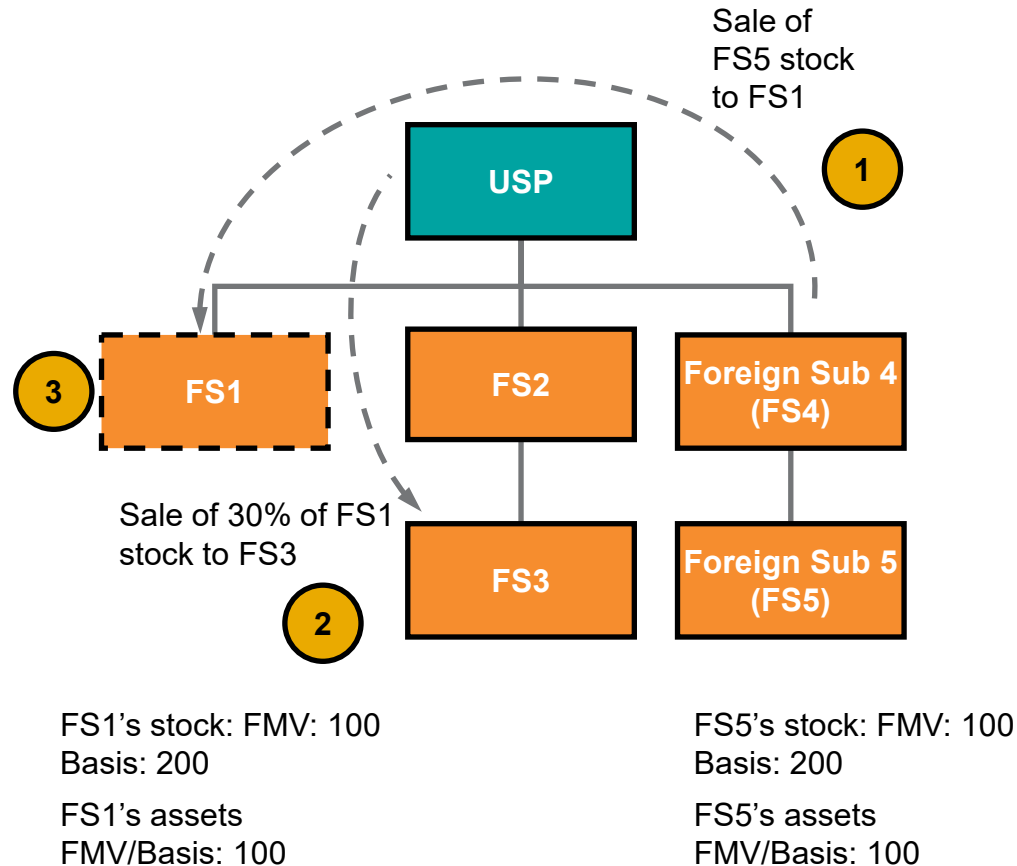 Sale of
FS5 stock
to FS1
1
USP
3
FS1
FS2
Foreign Sub 4
(FS4)
Sale of 30% of FS1
stock to FS3
2
FS3
Foreign Sub 5
(FS5)
FS1's stock: FMV: 100
Basis: 200
FS1's assets
FMV/Basis: 100
FS5's stock: FMV: 100
Basis: 200
FS5's assets
FMV/Basis: 100